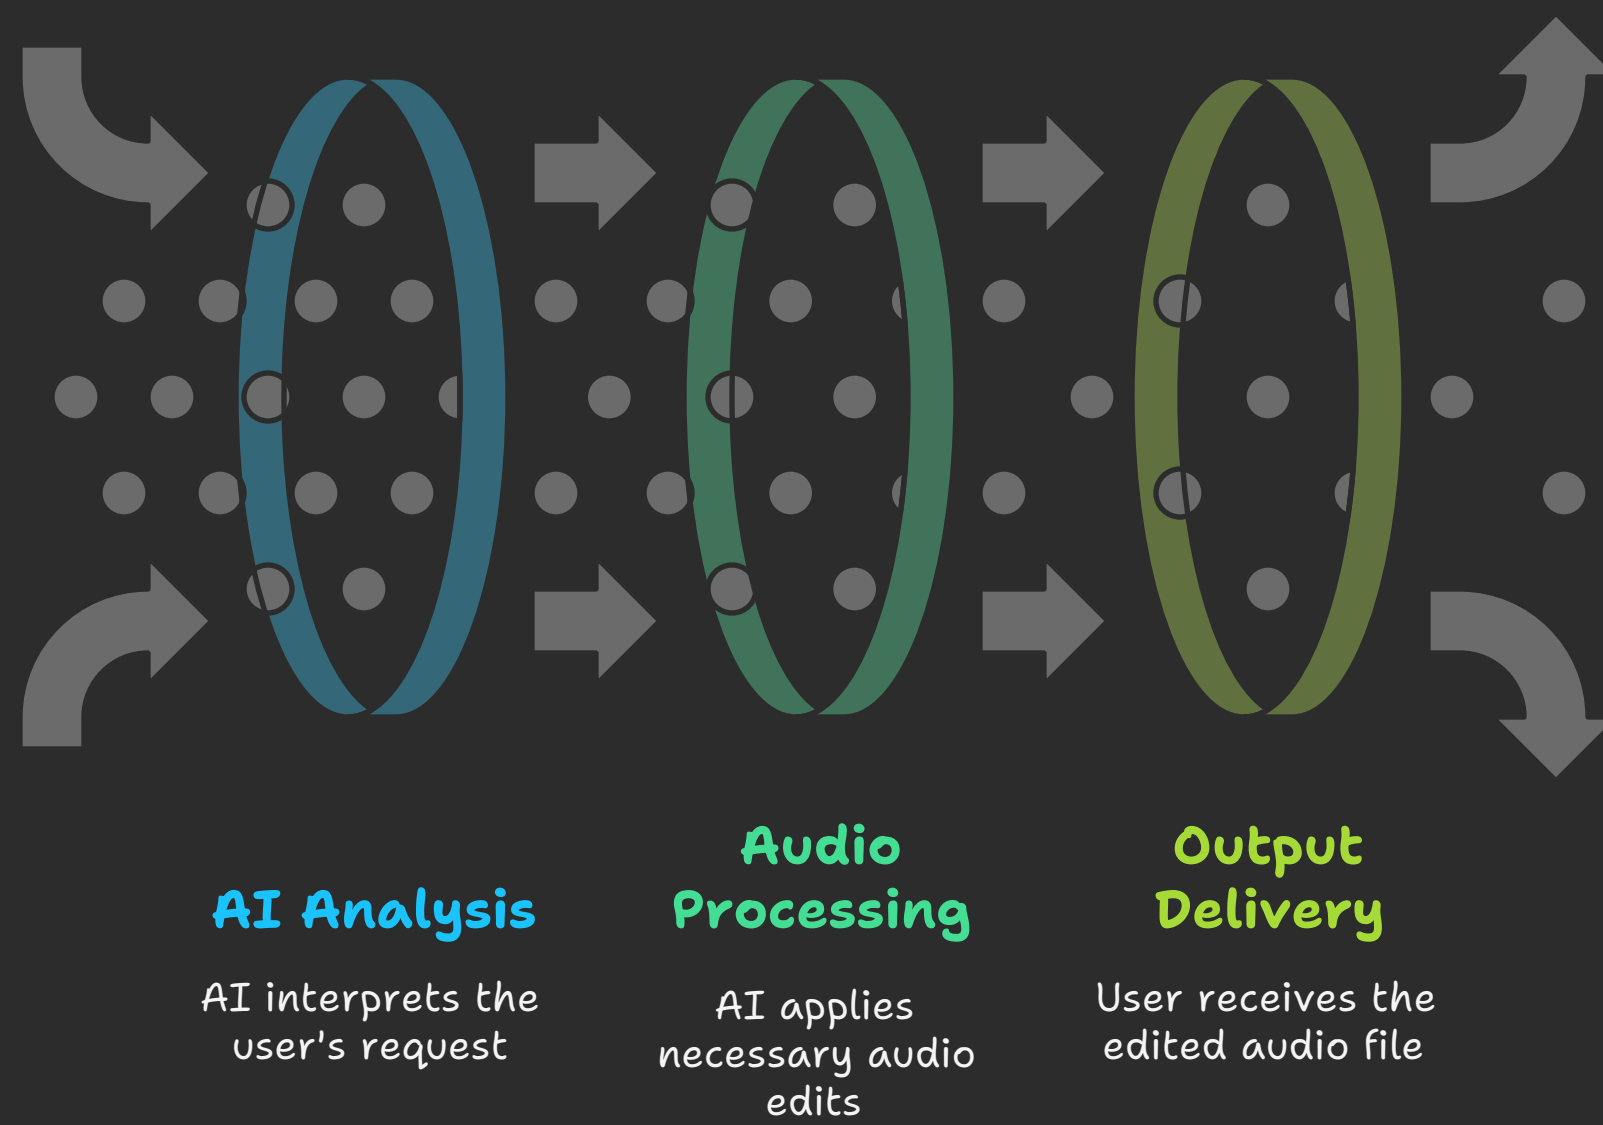 AI Analysis
AI interprets the
user's request
Audio
Processing
AI applies
necessary audio
edits
Output
Delivery
User receives the
edited audio file